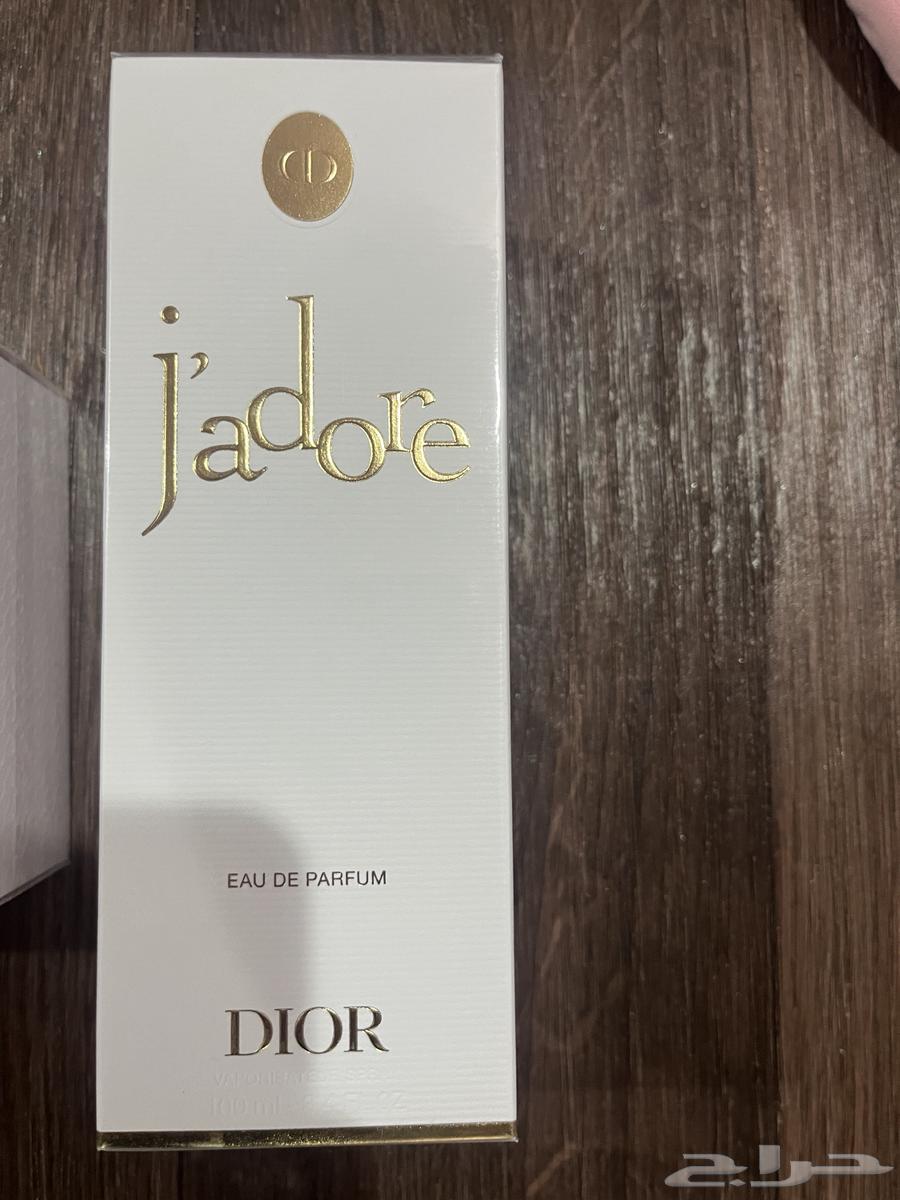 CD
j'adore
EAU DE PARFUM
DIOR
100 ml
حراج